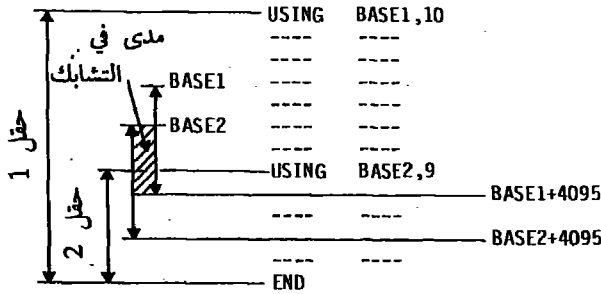 USING BASE1,10
---- ----
مدى في
---- ----
التشابك
BASE1
---- ----
---- ----
BASE2
---- ----
حقل 1
USING BASE2,9
BASE1+4095
---- ----
حقل 2
BASE2+4095
---- ----
END